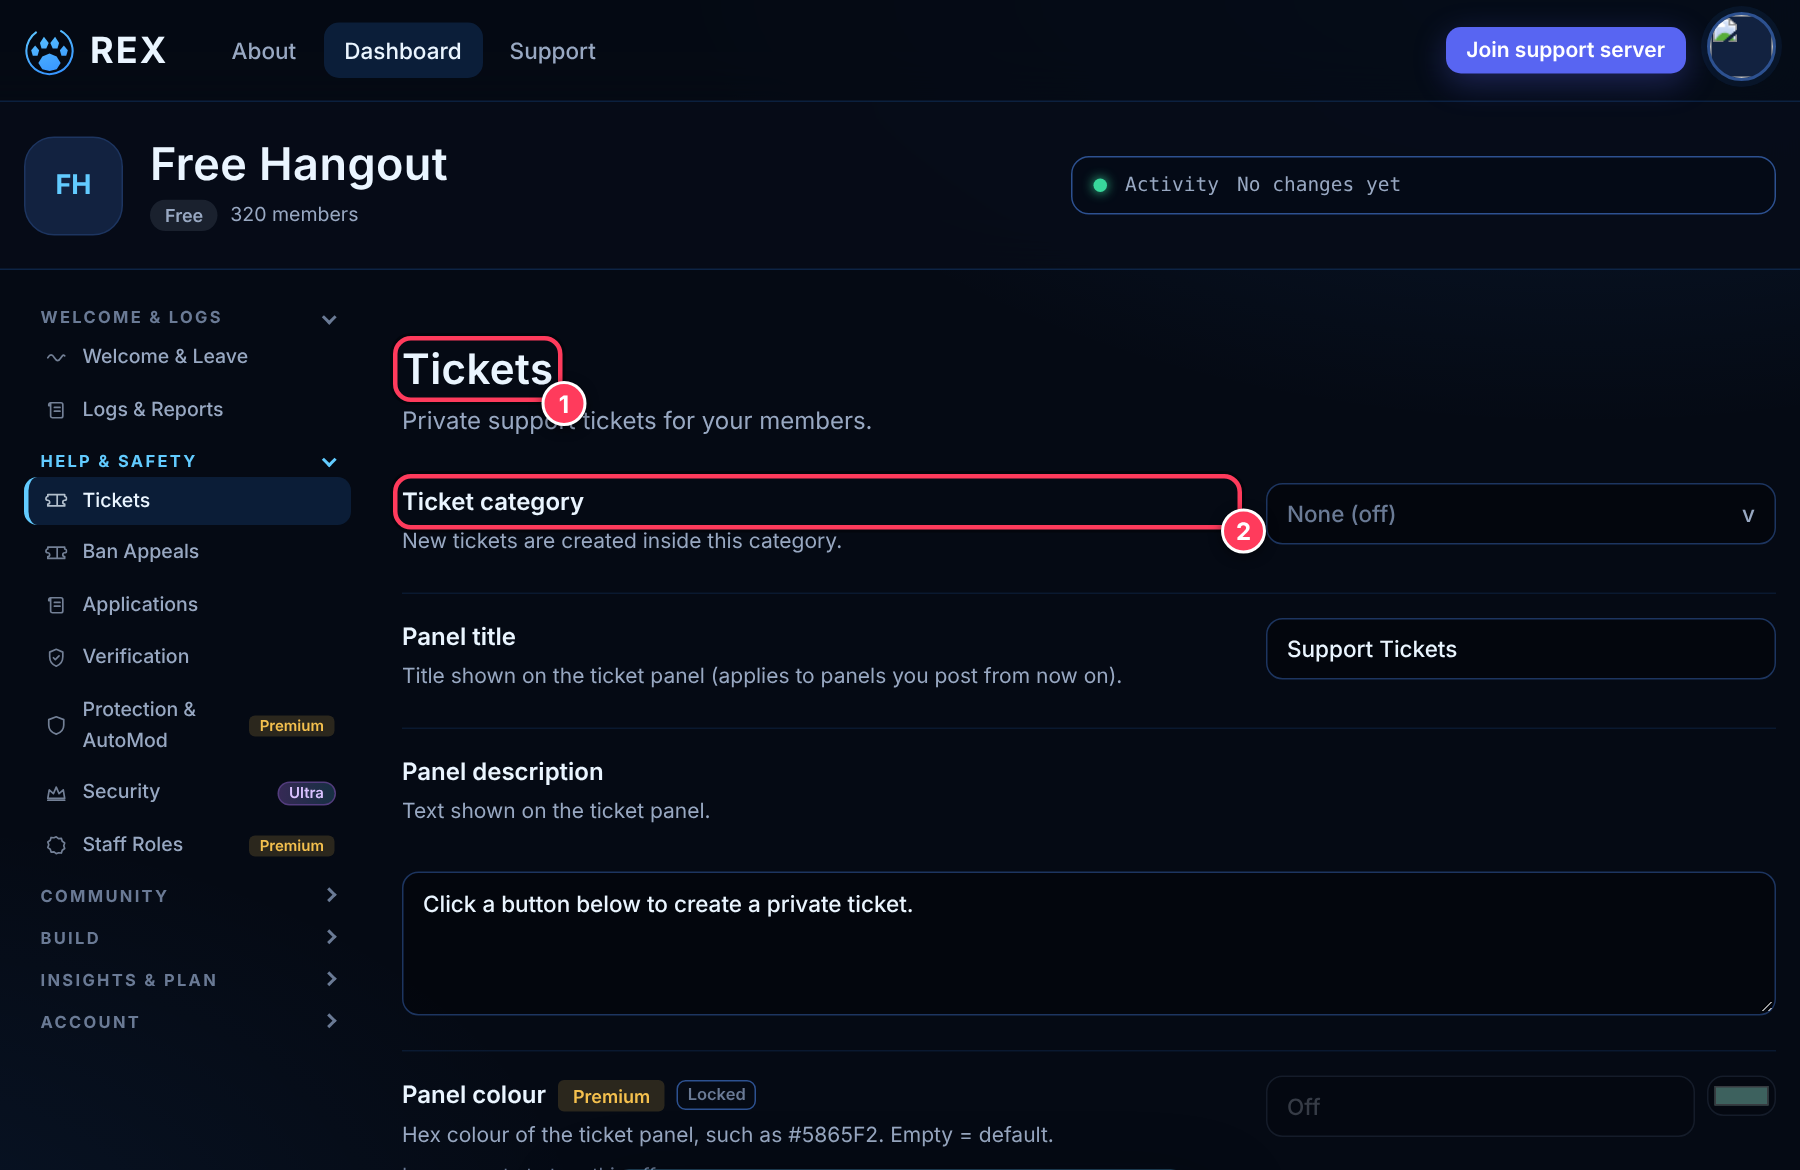 REX
About
Dashboard
Support
Join support server
FH
Free Hangout
Free
320 members
Activity No changes yet
WELCOME & LOGS
Welcome & Leave
Logs & Reports
HELP & SAFETY
Tickets
Ban Appeals
Applications
Verification
Protection &
AutoMod
Premium
Security
Ultra
Staff Roles
Premium
COMMUNITY
BUILD
INSIGHTS & PLAN
ACCOUNT
Tickets
1
Private support tickets for your members.
Ticket category
2
New tickets are created inside this category.
None (off)
Panel title
Title shown on the ticket panel (applies to panels you post from now on).
Support Tickets
Panel description
Text shown on the ticket panel.
Click a button below to create a private ticket.
Panel colour
Premium
Locked
Hex colour of the ticket panel, such as #5865F2. Empty = default.
Off